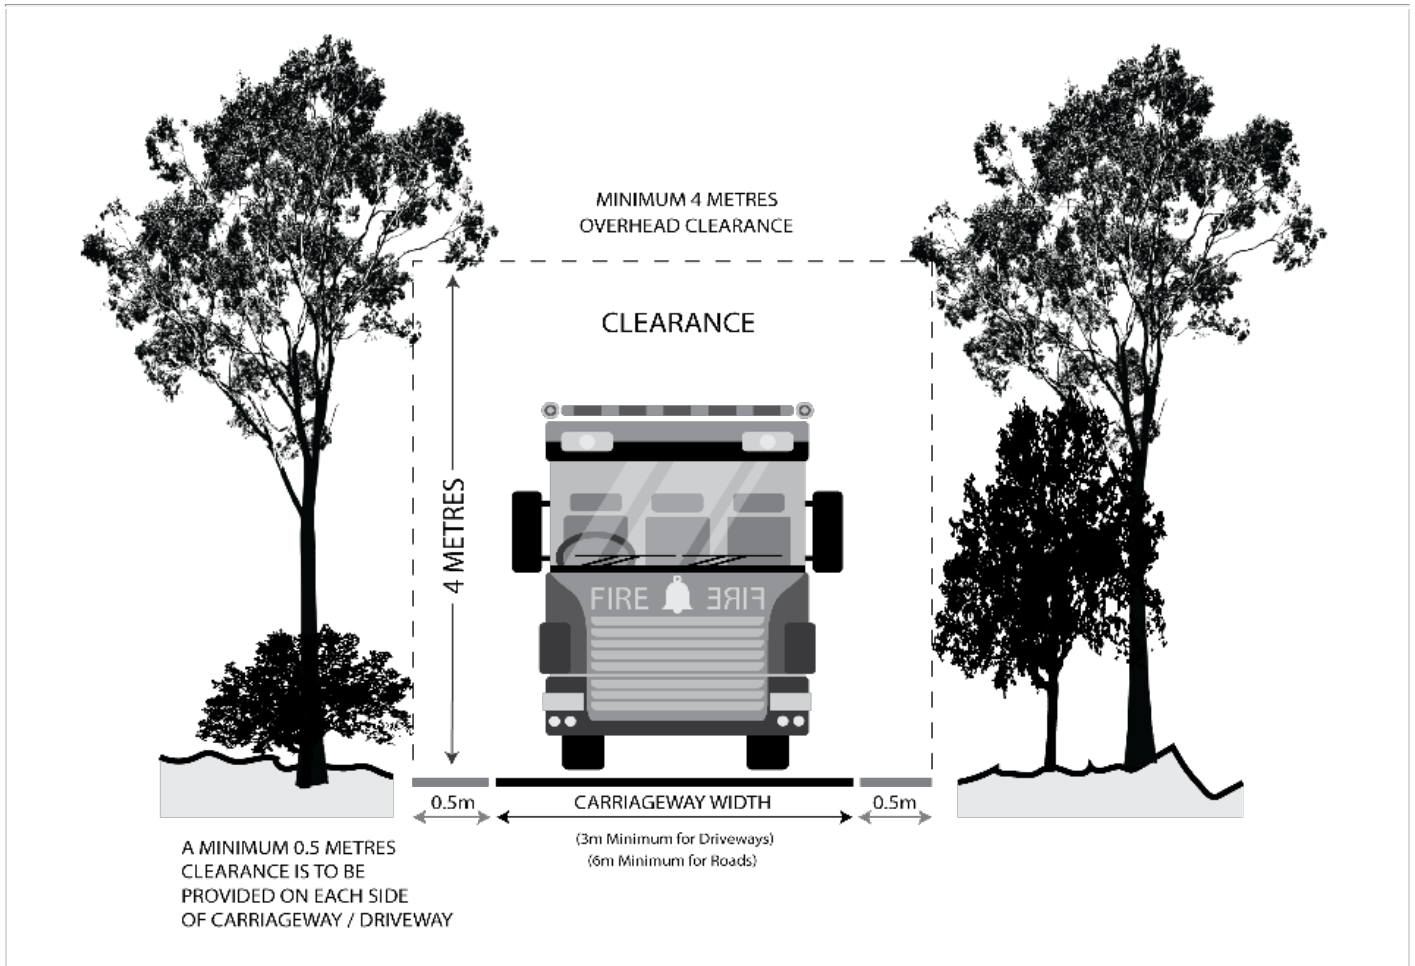 MINIMUM 4 METRES
OVERHEAD CLEARANCE
CLEARANCE
4 METRES
FIRE FIRE
0.5m
CARRIAGEWAY WIDTH
0.5m
(3m Minimum for Driveways)
(6m Minimum for Roads)
A MINIMUM 0.5 METRES
CLEARANCE IS TO BE
PROVIDED ON EACH SIDE
OF CARRIAGEWAY / DRIVEWAY